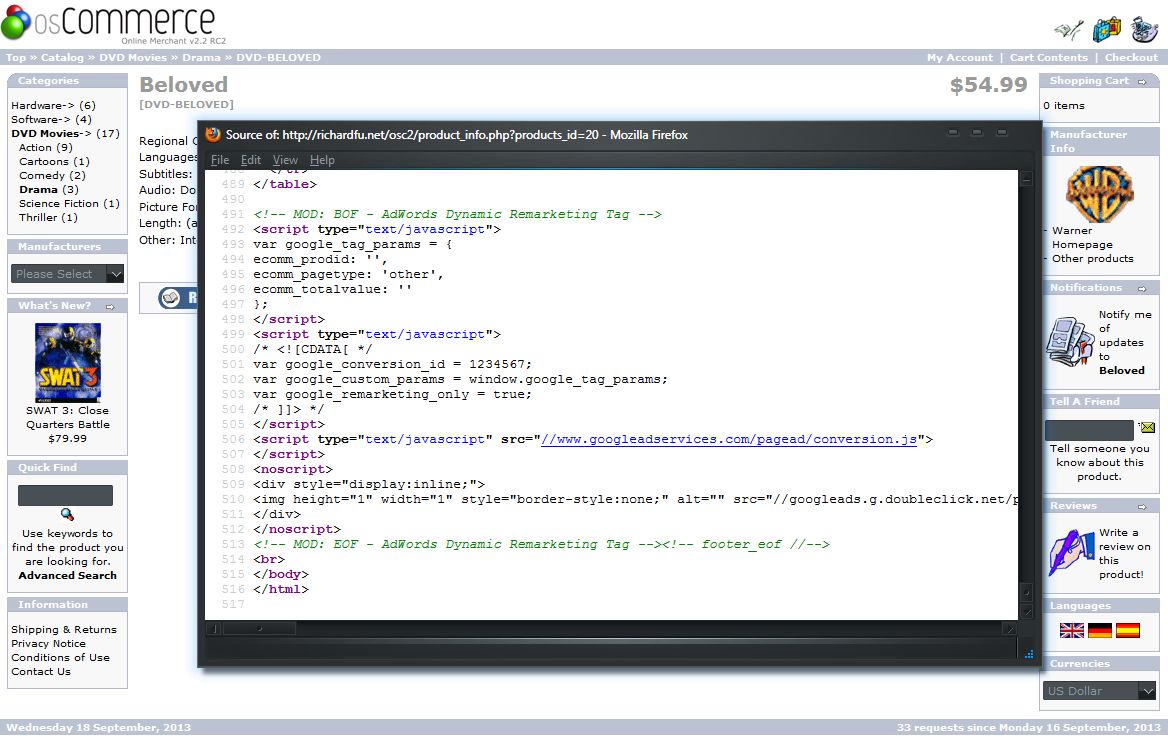 osCommerce
Online Merchant v2.2 RC2
Top » Catalog » DVD Movies » Drama » DVD-BELOVED
My Account | Cart Contents | Checkout
Categories
Hardware-> (6)
Software-> (4)
DVD Movies-> (17)
Action (9)
Cartoons (1)
Comedy (2)
Drama (3)
Science Fiction (1)
Thriller (1)
Manufacturers
Please Select
What's New?
SWAT 3
SWAT 3: Close
Quarters Battle
$79.99
Quick Find
Use keywords to
find the product you
are looking for.
Advanced Search
Information
Shipping & Returns
Privacy Notice
Conditions of Use
Contact Us
Beloved
$54.99
[DVD-BELOVED]
Regional
Languages
Subtitles:
Audio: Do
Picture For
Length: (a
Other: Int
R
Source of: http://richardfu.net/osc2/product_info.php?products_id=20 - Mozilla Firefox
File Edit View Help
488 </tr>
489 </table>
490
491 <!-- MOD: BOF - AdWords Dynamic Remarketing Tag -->
492 <script type="text/javascript">
493 var google_tag_params = {
494 ecomm_prodid: '',
495 ecomm_pagetype: 'other',
496 ecomm_totalvalue: ''
497 };
498 </script>
499 <script type="text/javascript">
500 /* <![CDATA[ */
501 var google_conversion_id = 1234567;
502 var google_custom_params = window.google_tag_params;
503 var google_remarketing_only = true;
504 /* ]]> */
505 </script>
506 <script type="text/javascript" src="//www.googleadservices.com/pagead/conversion.js">
507 </script>
508 <noscript>
509 <div style="display:inline;">
510 <img height="1" width="1" style="border-style:none;" alt="" src="//googleads.g.doubleclick.net/p
511 </div>
512 </noscript>
513 <!-- MOD: EOF - AdWords Dynamic Remarketing Tag --><!-- footer_eof //-->
514 <br>
515 </body>
516 </html>
517
Shopping Cart
0 items
Manufacturer
Info
WB
- Warner
Homepage
- Other products
Notifications
Notify me
of
updates
to
Beloved
Tell A Friend
Tell someone you
know about this
product.
Reviews
Write a
review on
this
product!
Languages
Currencies
US Dollar
Wednesday 18 September, 2013
33 requests since Monday 16 September, 2013